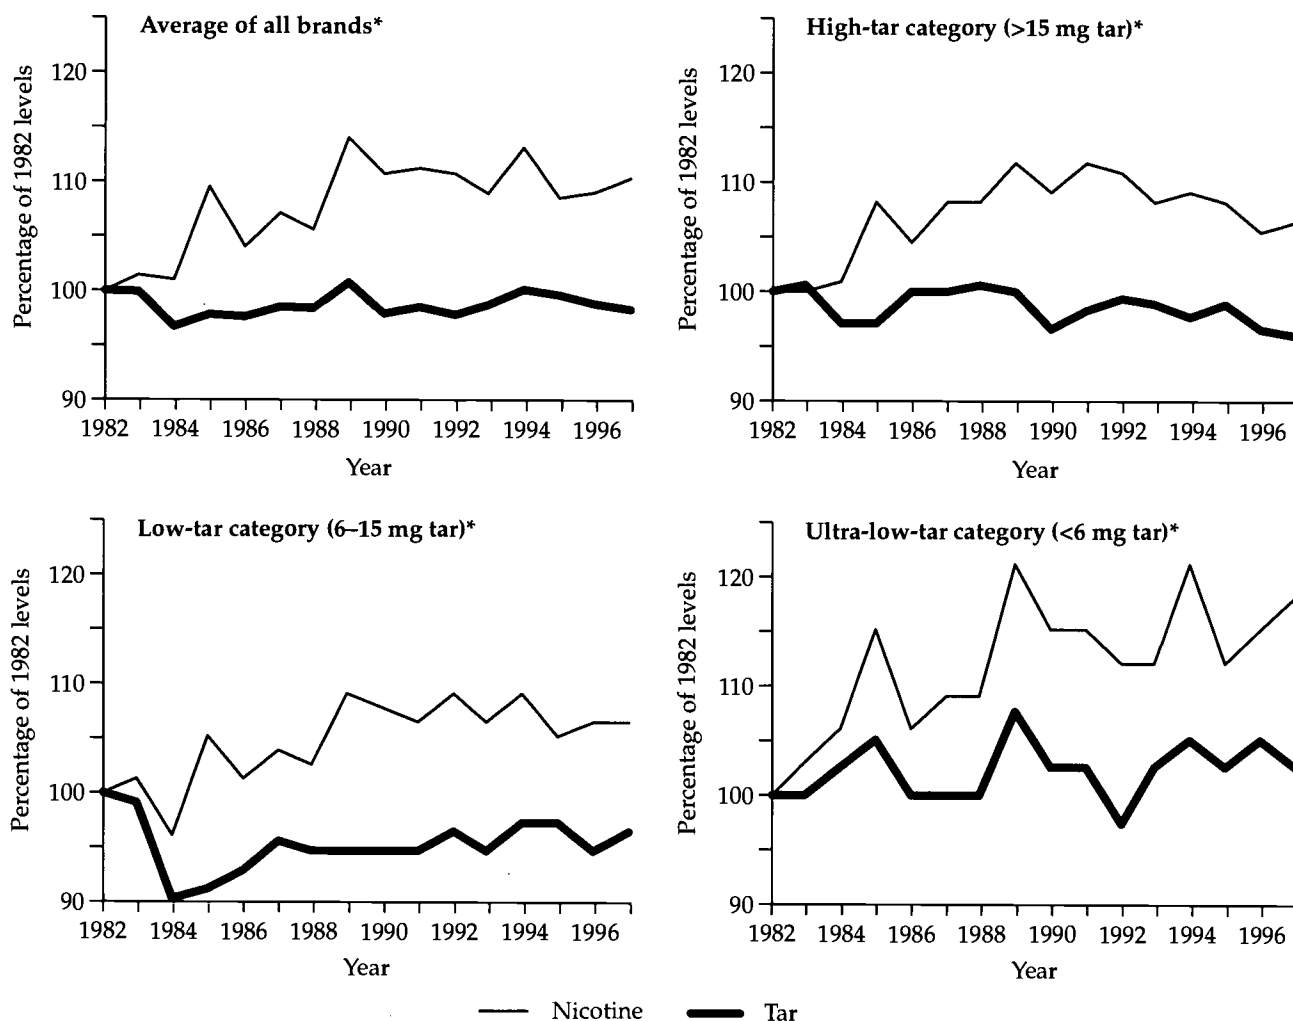 Average of all brands*
Percentage of 1982 levels
120
110
100
90
1982 1984 1986 1988 1990 1992 1994 1996
Year
High-tar category (>15 mg tar)*
Percentage of 1982 levels
120
110
100
90
1982 1984 1986 1988 1990 1992 1994 1996
Year
Low-tar category (6–15 mg tar)*
Percentage of 1982 levels
120
110
100
90
1982 1984 1986 1988 1990 1992 1994 1996
Year
Ultra-low-tar category (<6 mg tar)*
Percentage of 1982 levels
120
110
100
90
1982 1984 1986 1988 1990 1992 1994 1996
Year
Nicotine Tar